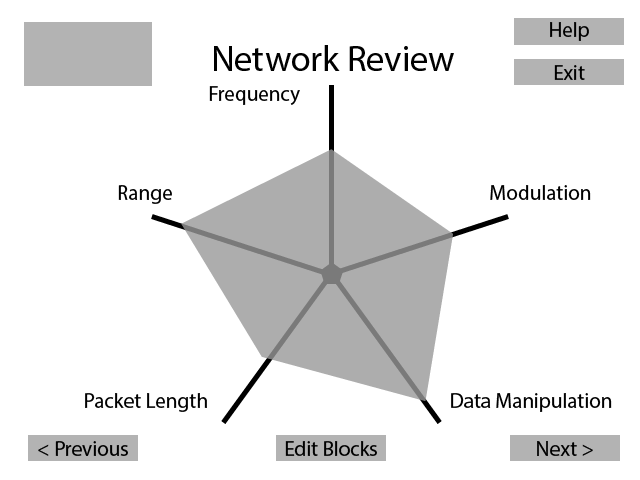 Help
Network Review
Exit
Frequency
Range
Modulation
Packet Length
Data Manipulation
< Previous
Edit Blocks
Next >